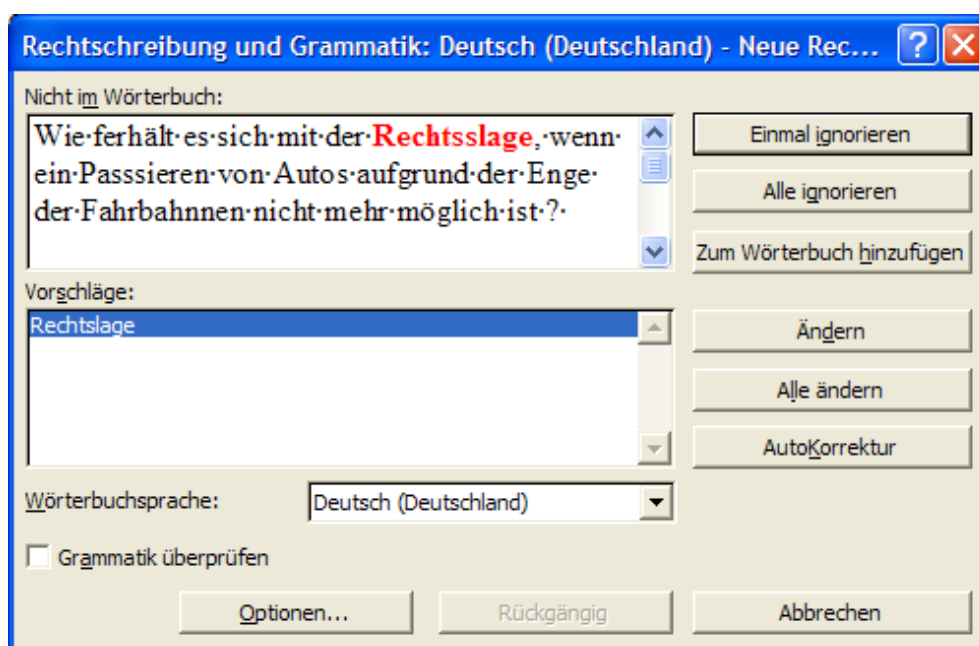 Rechtschreibung und Grammatik: Deutsch (Deutschland) - Neue Rec...
Nicht im Wörterbuch:
Wie·ferhält·es·sich·mit·der·Rechtsslage,·wenn·
ein·Passsieren·von·Autos·aufgrund·der·Enge·
der·Fahrbahnnen·nicht·mehr·möglich·ist·?·
Einmal ignorieren
Alle ignorieren
Zum Wörterbuch hinzufügen
Vorschläge:
Rechtslage
Ändern
Alle ändern
AutoKorrektur
Wörterbuchsprache:
Deutsch (Deutschland)
Grammatik überprüfen
Optionen...
Rückgängig
Abbrechen